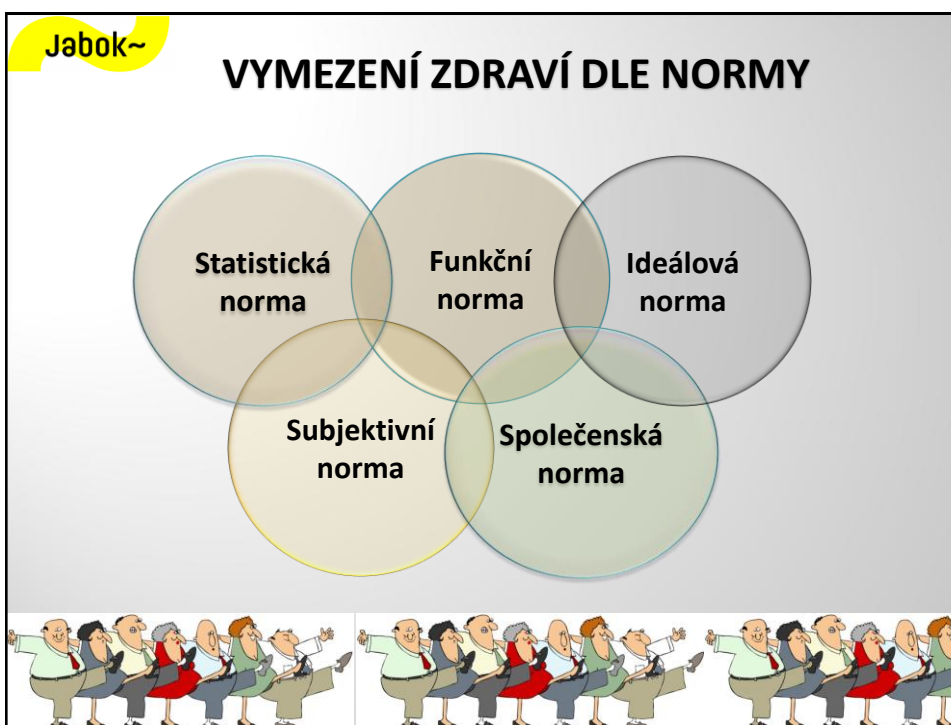 Jabok~
VYMEZENÍ ZDRAVÍ DLE NORMY
Statistická
norma
Funkční
norma
Ideálová
norma
Subjektivní
norma
Společenská
norma